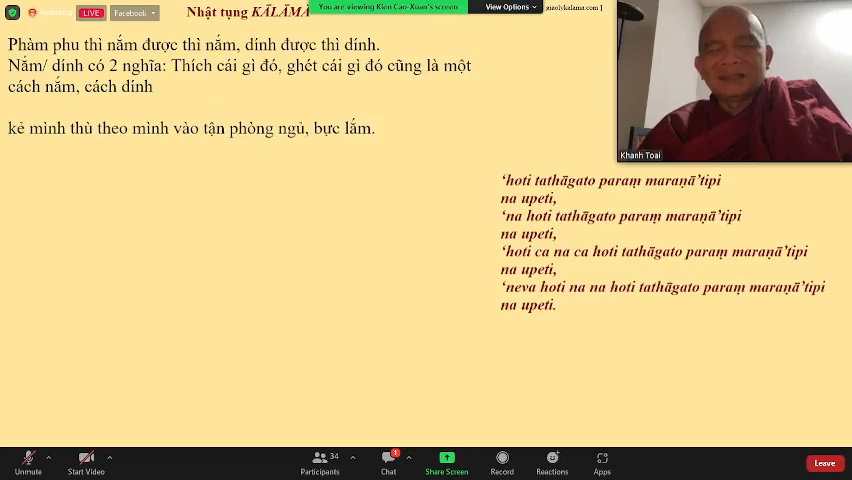 Nhật tụng KĀLĀMA
You are viewing Kien Cao-Xuan's screen
View Options
giaolykalama.com ]
LIVE
Facebook
Phàm phu thì nắm được thì nắm, dính được thì dính.
Nắm/ dính có 2 nghĩa: Thích cái gì đó, ghét cái gì đó cũng là một
cách nắm, cách dính
kẻ mình thù theo mình vào tận phòng ngủ, bực lắm.
Khanh Toai
‘hoti tathāgato paraṃ maraṇā’tipi
na upeti,
‘na hoti tathāgato paraṃ maraṇā’tipi
na upeti,
‘hoti ca na ca hoti tathāgato paraṃ maraṇā’tipi
na upeti,
‘neva hoti na na hoti tathāgato paraṃ maraṇā’tipi
na upeti.
Unmute
Start Video
34
Participants
1
Chat
Share Screen
Record
Reactions
Apps
Leave